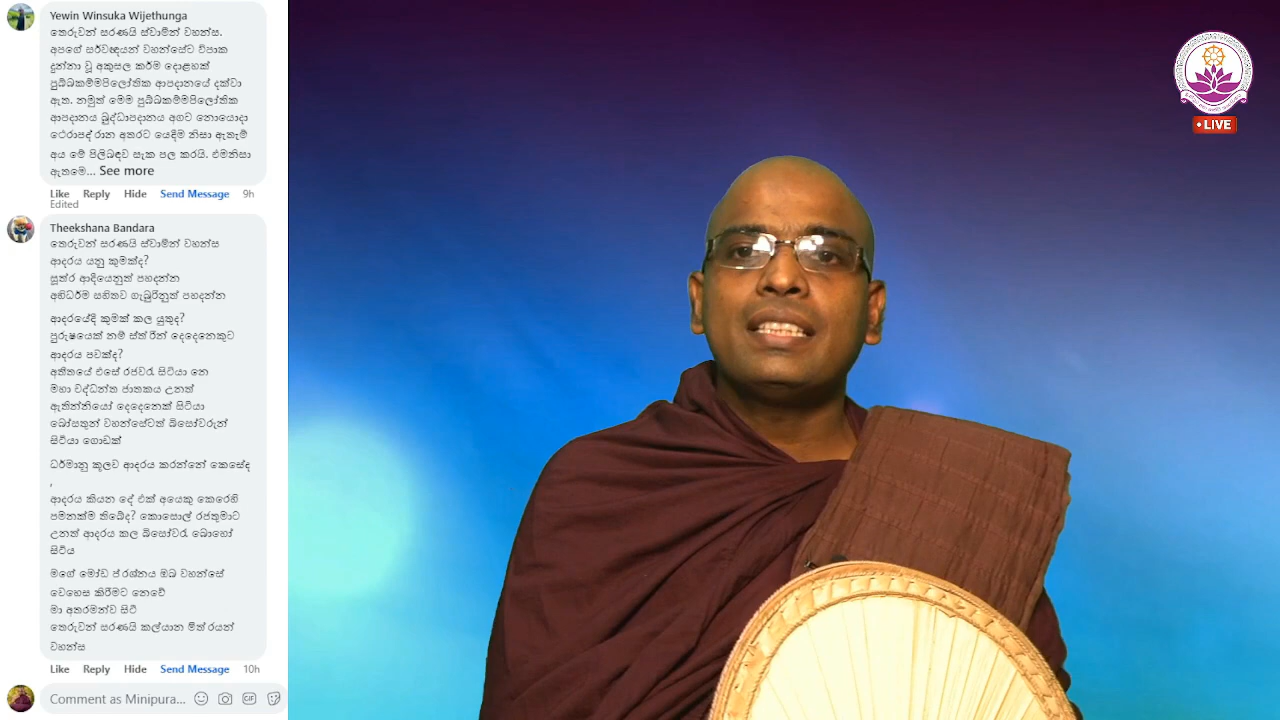 Yewin Winsuka Wijethunga
තෙරුවන් සරණයි ස්වාමින් වහන්ස.
අපගේ සර්වඥයන් වහන්සේට විපාක
දුන්නා වූ අකුසල කර්ම දොළහක්
පුබ්බකම්මපිලෝතික ආපදානයේ දක්වා
ඇත. නමුත් මෙම පුබ්බකම්මපිලෝතික
ආපදානය බුද්ධාපදානය අගට නොයොදා
ථෙරාපද්‍රාන අතරට යෙදීම නිසා ඇතැම්
අය මේ පිලිබඳව සැක පල කරයි. එමනිසා
ඇතමෙ... See more
Like Reply Hide Send Message 9h
Edited
Theekshana Bandara
තෙරුවන් සරණයි ස්වාමින් වහන්ස
ආදරය යනු කුමක්ද?
සූත්‍ර ආදියෙනුත් පහදන්න
අභිධර්ම සහිතව ගැබුරිනුත් පහදන්න
ආදරයේදී කුමක් කල යුතුද?
පුරුෂයෙක් නම් ස්ත්‍රීන් දෙදෙනෙකුට
ආදරය පවක්ද?
අතීතයේ එසේ රජවරු සිටියා නෙ
මහා චද්ධන්ත ජාතකය උනත්
ඇතින්නියෝ දෙදෙනෙක් සිටියා
බෝසතුන් වහන්සේටත් බිසෝවරුන්
සිටියා ගොඩක්
ධර්මානු කූලව ආදරය කරන්නේ කෙසේද
,
ආදරය කියන දේ එක් අයෙකු කෙරෙහි
පමනක්ම තිබේද? කොසොල් රජතුමාට
උනත් ආදරය කල බිසෝවරු බොහෝ
සිටිය
මගේ මෝඩ ප්‍රශ්නය ඔබ වහන්සේ
වෙහෙස කිරීමට නෙවේ
මා අතරමන්ව සිටී
තෙරුවන් සරණයි කල්යාන මිත්‍රයන්
වහන්ස
Like Reply Hide Send Message 10h
Comment as Minipura...
LIVE